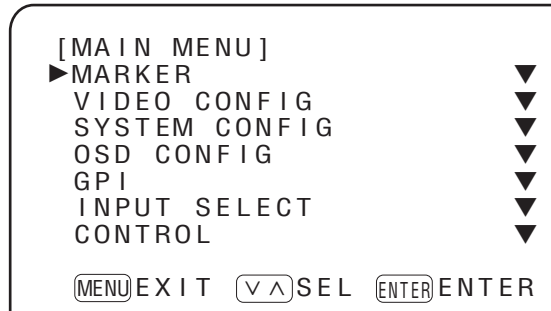 [MAIN MENU]
▶MARKER ▼
VIDEO CONFIG ▼
SYSTEM CONFIG ▼
OSD CONFIG ▼
GPI ▼
INPUT SELECT ▼
CONTROL ▼
MENU EXIT ∨ ∧ SEL ENTER ENTER